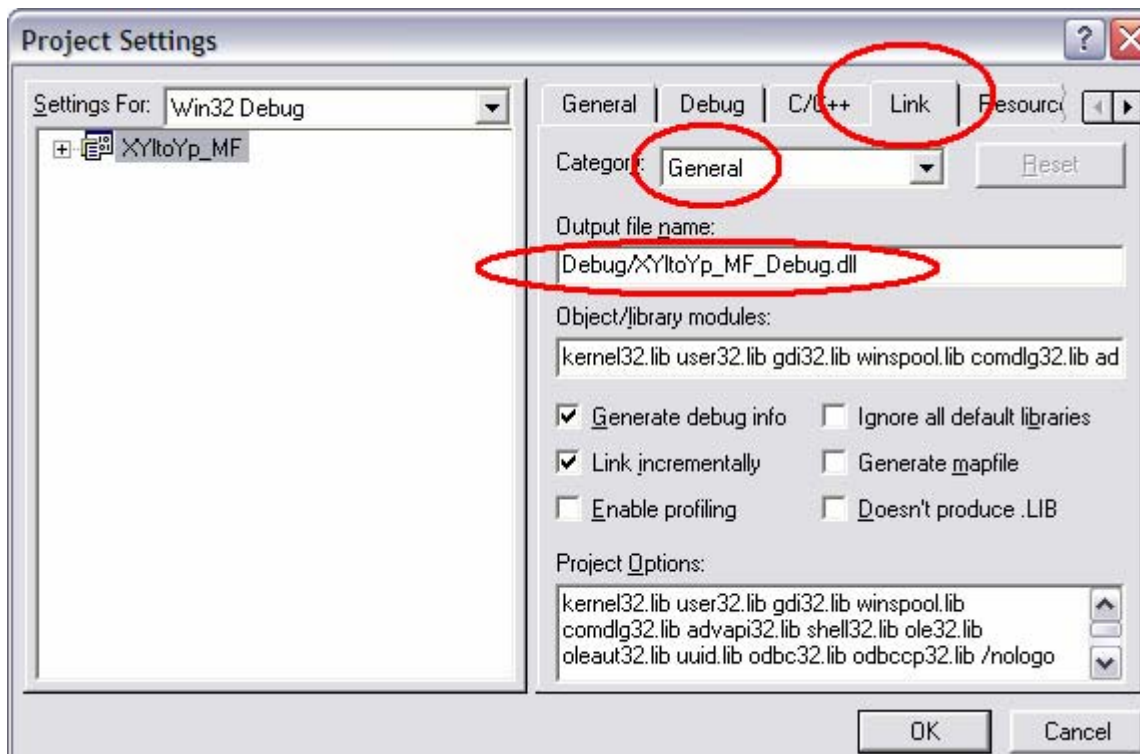 Project Settings
Settings For: Win32 Debug
XYItoYp_MF
General Debug C/C++ Link Resourc
Category: General Reset
Output file name:
Debug/XYItoYp_MF_Debug.dll
Object/library modules:
kernel32.lib user32.lib gdi32.lib winspool.lib comdlg32.lib ad
Generate debug info Ignore all default libraries
Link incrementally Generate mapfile
Enable profiling Doesn't produce .LIB
Project Options:
kernel32.lib user32.lib gdi32.lib winspool.lib
comdlg32.lib advapi32.lib shell32.lib ole32.lib
oleaut32.lib uuid.lib odbc32.lib odbccp32.lib /nologo
OK Cancel